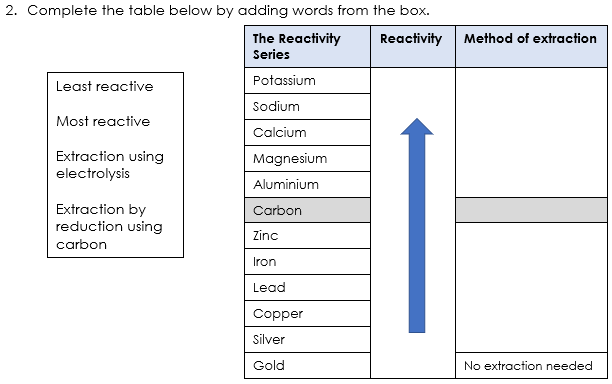 2. Complete the table below by adding words from the box.
Least reactive
Most reactive
Extraction using
electrolysis
Extraction by
reduction using
carbon
The Reactivity
Series
Reactivity
Method of extraction
Potassium
Sodium
Calcium
Magnesium
Aluminium
Carbon
Zinc
Iron
Lead
Copper
Silver
Gold
No extraction needed